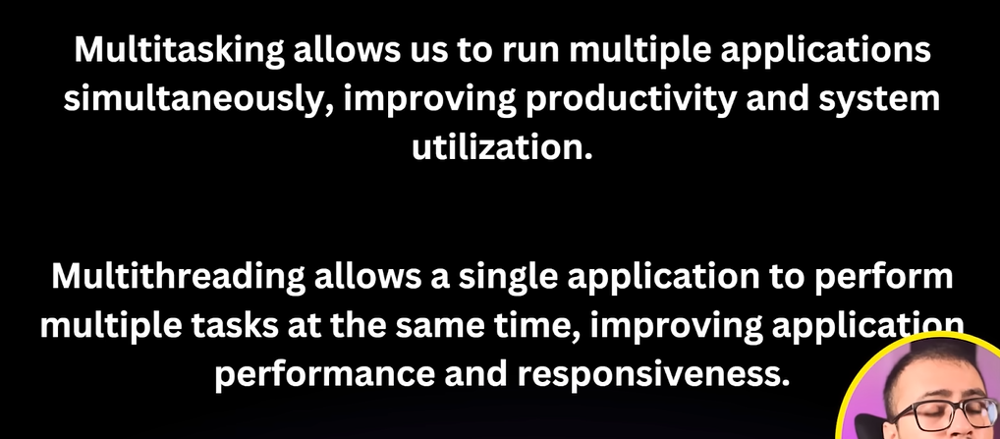 Multitasking allows us to run multiple applications
simultaneously, improving productivity and system
utilization.
Multithreading allows a single application to perform
multiple tasks at the same time, improving application
performance and responsiveness.